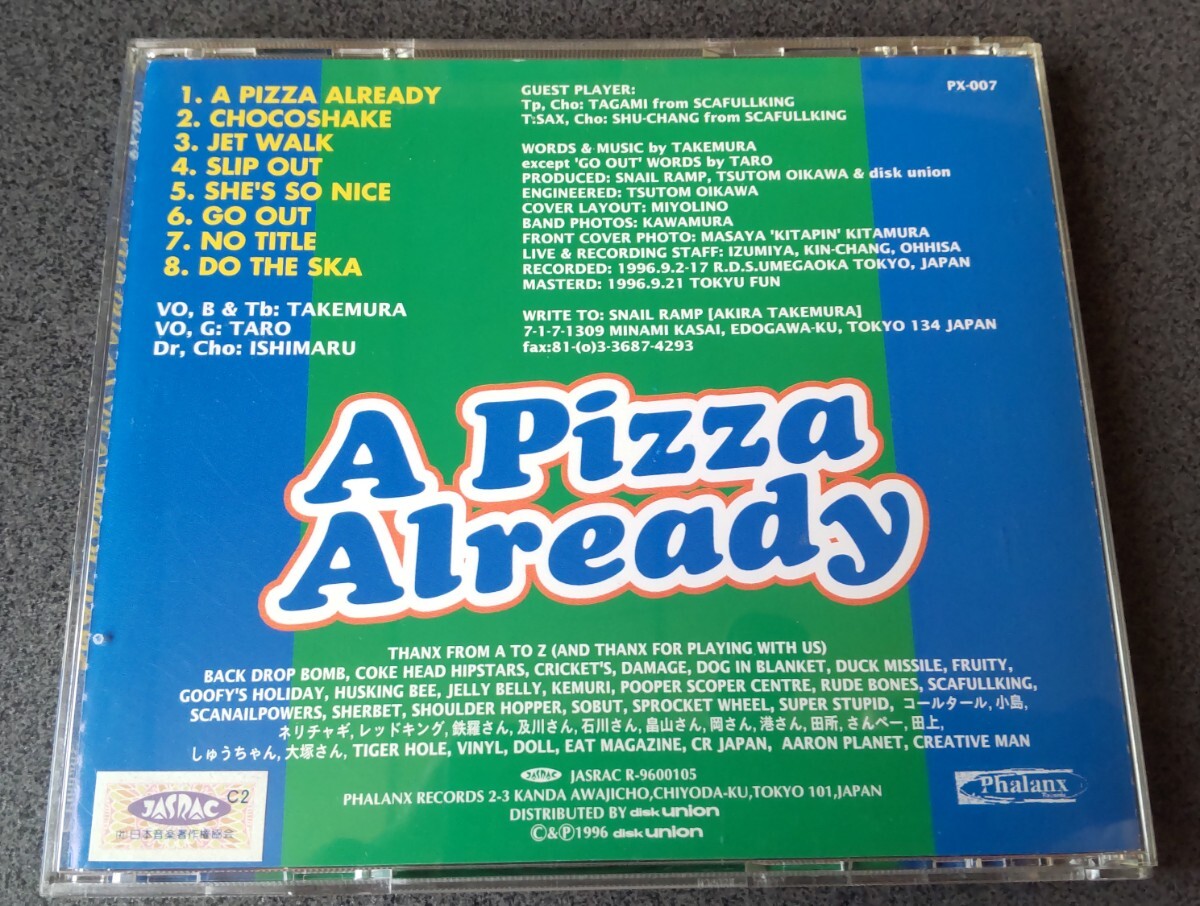 1. A PIZZA ALREADY
2. CHOCOSHAKE
3. JET WALK
4. SLIP OUT
5. SHE'S SO NICE
6. GO OUT
7. NO TITLE
8. DO THE SKA
VO, B & Tb: TAKEMURA
VO, G: TARO
Dr, Cho: ISHIMARU
GUEST PLAYER:
Tp, Cho: TAGAMI from SCAFULLKING
T:SAX, Cho: SHU-CHANG from SCAFULLKING
WORDS & MUSIC by TAKEMURA
except 'GO OUT' WORDS by TARO
PRODUCED: SNAIL RAMP, TSUTOM OIKAWA & disk union
ENGINEERED: TSUTOM OIKAWA
COVER LAYOUT: MIYOLINO
BAND PHOTOS: KAWAMURA
FRONT COVER PHOTO: MASAYA 'KITAPIN' KITAMURA
LIVE & RECORDING STAFF: IZUMIYA, KIN-CHANG, OHHISA
RECORDED: 1996.9.2-17 R.D.S.UMEGAOKA TOKYO, JAPAN
MASTERD: 1996.9.21 TOKYU FUN
WRITE TO: SNAIL RAMP [AKIRA TAKEMURA]
7-1-7-1309 MINAMI KASAI, EDOGAWA-KU, TOKYO 134 JAPAN
fax:81-(o)3-3687-4293
PX-007
A Pizza
Already
THANX FROM A TO Z (AND THANX FOR PLAYING WITH US)
BACK DROP BOMB, COKE HEAD HIPSTARS, CRICKET'S, DAMAGE, DOG IN BLANKET, DUCK MISSILE, FRUITY,
GOOFY'S HOLIDAY, HUSKING BEE, JELLY BELLY, KEMURI, POOPER SCOPER CENTRE, RUDE BONES, SCAFULLKING,
SCANAILPOWERS, SHERBET, SHOULDER HOPPER, SOBUT, SPROCKET WHEEL, SUPER STUPID, コールタール, 小島,
ネリチャギ, レッドキング, 鉄羅さん, 及川さん, 石川さん, 畠山さん, 岡さん, 港さん, 田所, さんぺー, 田上,
しゅうちゃん, 大塚さん, TIGER HOLE, VINYL, DOLL, EAT MAGAZINE, CR JAPAN, AARON PLANET, CREATIVE MAN
JASRAC JASRAC R-9600105
PHALANX RECORDS 2-3 KANDA AWAJICHO,CHIYODA-KU,TOKYO 101,JAPAN
DISTRIBUTED BY disk union
©&℗1996 disk union
JASRAC C2
(社)日本音楽著作権協会
Phalanx
Records